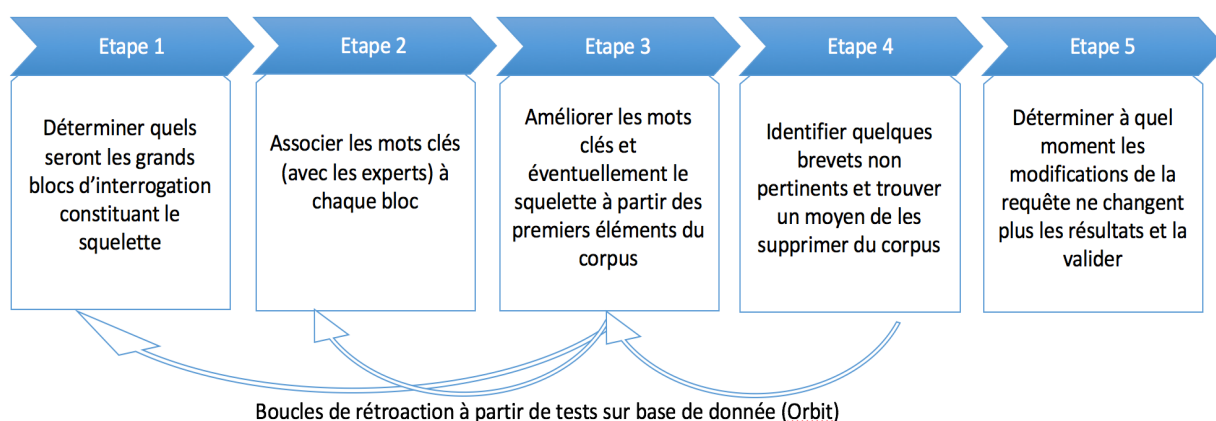 Etape 1
Etape 2
Etape 3
Etape 4
Etape 5
Déterminer quels
seront les grands
blocs d'interrogation
constituant le
squelette
Associer les mots clés
(avec les experts) à
chaque bloc
Améliorer les mots
clés et
éventuellement le
squelette à partir des
premiers éléments du
corpus
Identifier quelques
brevets non
pertinents et trouver
un moyen de les
supprimer du corpus
Déterminer à quel
moment les
modifications de la
requête ne changent
plus les résultats et la
valider
Boucles de rétroaction à partir de tests sur base de donnée (Orbit)